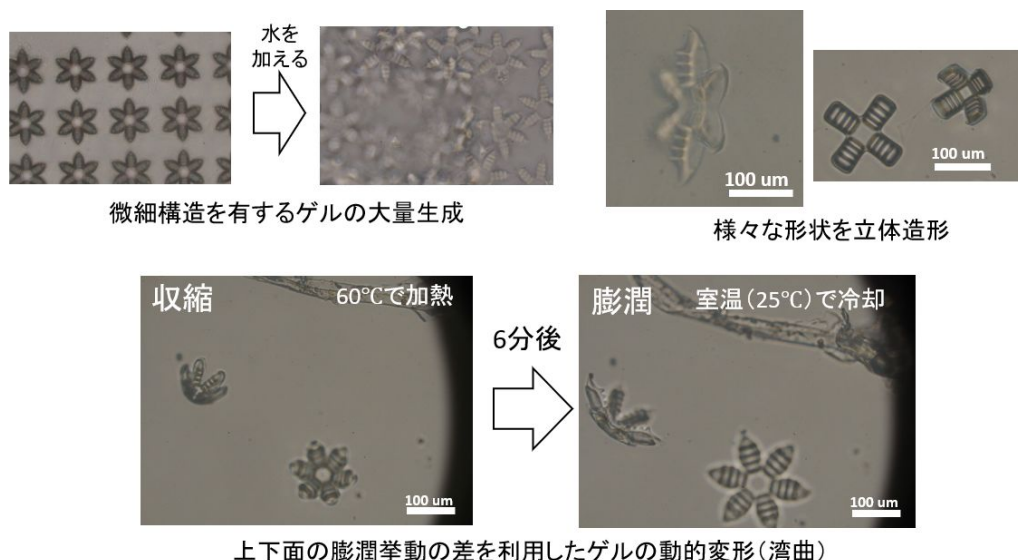 水を
加える
100 um
100 um
微細構造を有するゲルの大量生成
様々な形状を立体造形
収縮
60℃で加熱
100 um
6分後
膨潤
室温(25℃)で冷却
100 um
上下面の膨潤挙動の差を利用したゲルの動的変形(湾曲)